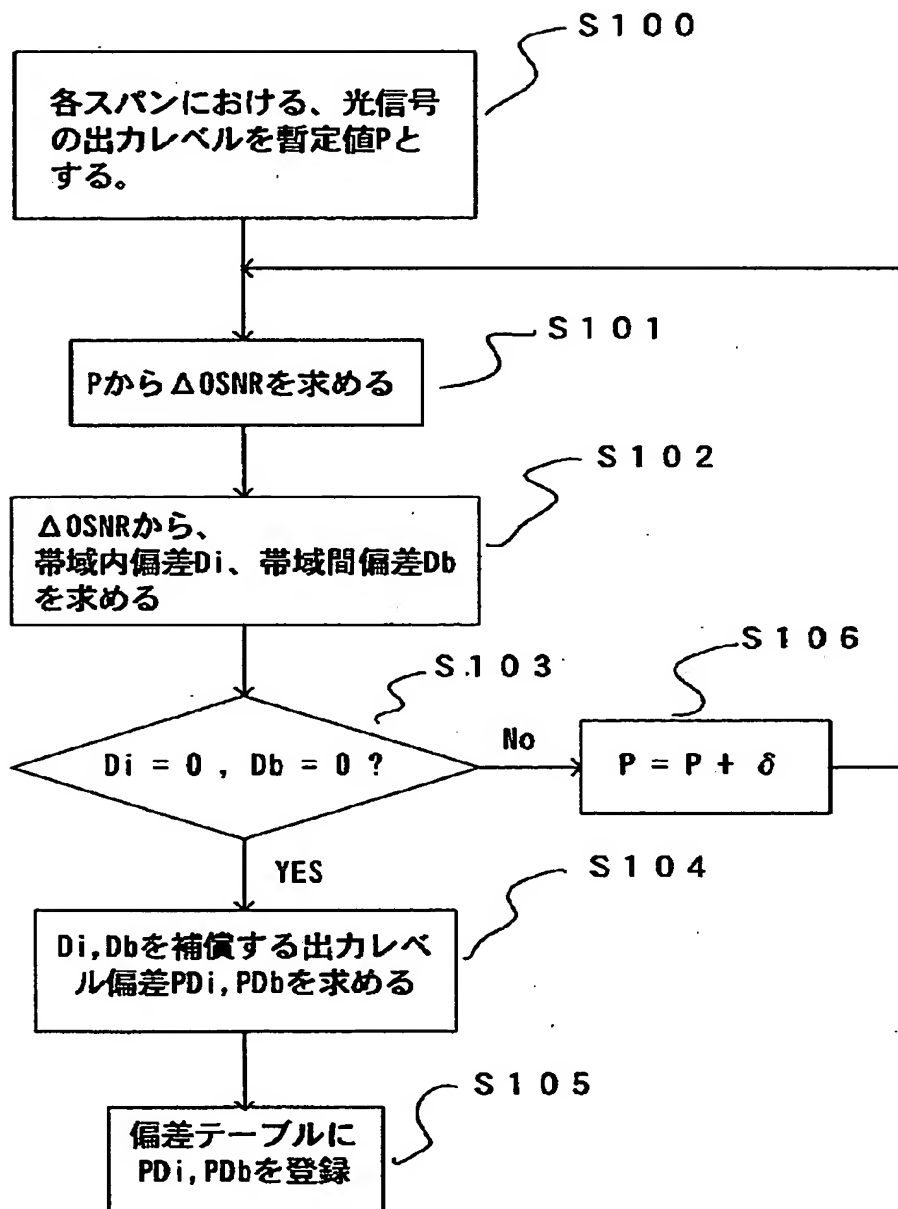 S100
各スパンにおける、光信号
の出力レベルを暫定値Pと
する。
S101
PからΔOSNRを求める
S102
ΔOSNRから、
帯域内偏差Di、帯域間偏差Db
を求める
S103
Di = 0 , Db = 0 ?
No
S106
P = P + δ
YES
S104
Di,Dbを補償する出力レベ
ル偏差PDi,PDbを求める
S105
偏差テーブルに
PDi,PDbを登録